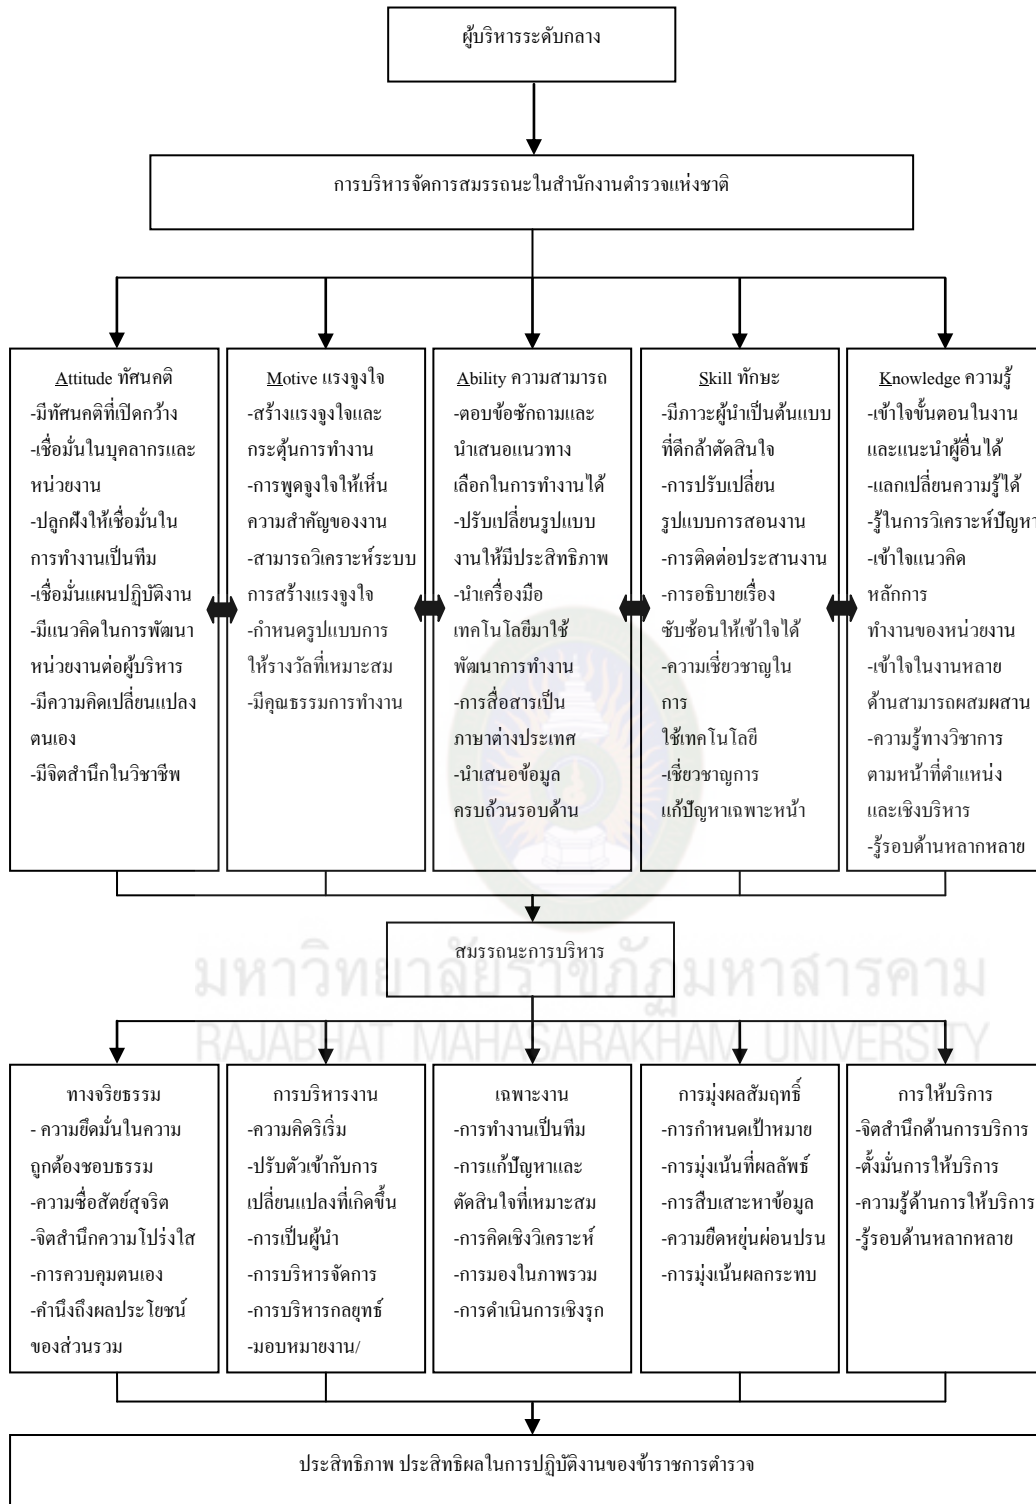 ผู้บริหารระดับกลาง
การบริหารจัดการสมรรถนะในสำนักงานตำรวจแห่งชาติ
Attitude ทัศนคติ
-มีทัศนคติที่เปิดกว้าง
-เชื่อมั่นในบุคลากรและ
หน่วยงาน
-ปลูกฝังให้เชื่อมั่นใน
การทำงานเป็นทีม
-เชื่อมั่นแผนปฏิบัติงาน
-มีแนวคิดในการพัฒนา
หน่วยงานต่อผู้บริหาร
-มีความคิดเปลี่ยนแปลง
ตนเอง
-มีจิตสำนึกในวิชาชีพ
Motive แรงจูงใจ
-สร้างแรงจูงใจและ
กระตุ้นการทำงาน
-การพูดจูงใจให้เห็น
ความสำคัญของงาน
-สามารถวิเคราะห์ระบบ
การสร้างแรงจูงใจ
-กำหนดรูปแบบการ
ให้รางวัลที่เหมาะสม
-มีคุณธรรมการทำงาน
Ability ความสามารถ
-ตอบข้อซักถามและ
นำเสนอแนวทาง
เลือกในการทำงานได้
-ปรับเปลี่ยนรูปแบบ
งานให้มีประสิทธิภาพ
-นำเครื่องมือ
เทคโนโลยีมาใช้
พัฒนาการทำงาน
-การสื่อสารเป็น
ภาษาต่างประเทศ
-นำเสนอข้อมูล
ครบถ้วนรอบด้าน
Skill ทักษะ
-มีภาวะผู้นำเป็นต้นแบบ
ที่ดีกล้าตัดสินใจ
-การปรับเปลี่ยน
รูปแบบการสอนงาน
-การติดต่อประสานงาน
-การอธิบายเรื่อง
ซับซ้อนให้เข้าใจได้
-ความเชี่ยวชาญใน
การ
ใช้เทคโนโลยี
-เชี่ยวชาญการ
แก้ปัญหาเฉพาะหน้า
Knowledge ความรู้
-เข้าใจขั้นตอนในงาน
และแนะนำผู้อื่นได้
-แลกเปลี่ยนความรู้ได้
-รู้ในการวิเคราะห์ปัญหา
-เข้าใจแนวคิด
หลักการ
ทำงานของหน่วยงาน
-เข้าใจในงานหลาย
ด้านสามารถผสมผสาน
-ความรู้ทางวิชาการ
ตามหน้าที่ตำแหน่ง
และเชิงบริหาร
-รู้รอบด้านหลากหลาย
สมรรถนะการบริหาร
มหาวิทยาลัยราชภัฏมหาสารคาม
RAJABHAT MAHASARAKHAM UNIVERSITY
ทางจริยธรรม
- ความยึดมั่นในความ
ถูกต้องชอบธรรม
-ความซื่อสัตย์สุจริต
-จิตสำนึกความโปร่งใส
-การควบคุมตนเอง
-คำนึงถึงผลประโยชน์
ของส่วนรวม
การบริหารงาน
-ความคิดริเริ่ม
-ปรับตัวเข้ากับการ
เปลี่ยนแปลงที่เกิดขึ้น
-การเป็นผู้นำ
-การบริหารจัดการ
-การบริหารกลยุทธ์
-มอบหมายงาน/
เฉพาะงาน
-การทำงานเป็นทีม
-การแก้ปัญหาและ
ตัดสินใจที่เหมาะสม
-การคิดเชิงวิเคราะห์
-การมองในภาพรวม
-การดำเนินการเชิงรุก
การมุ่งผลสัมฤทธิ์
-การกำหนดเป้าหมาย
-การมุ่งเน้นที่ผลลัพธ์
-การสืบเสาะหาข้อมูล
-ความยืดหยุ่นผ่อนปรน
-การมุ่งเน้นผลกระทบ
การให้บริการ
-จิตสำนึกด้านการบริการ
-ตั้งมั่นการให้บริการ
-ความรู้ด้านการให้บริการ
-รู้รอบด้านหลากหลาย
ประสิทธิภาพ ประสิทธิผลในการปฏิบัติงานของข้าราชการตำรวจ